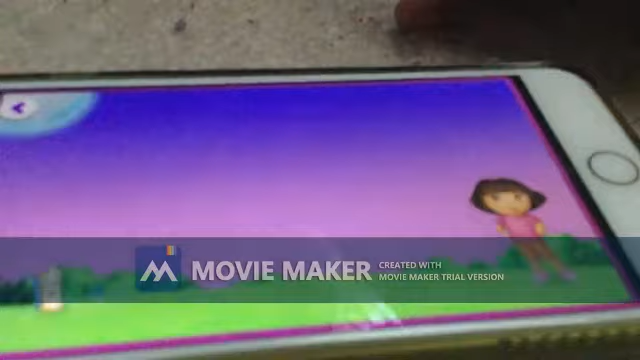 MOVIE MAKER
CREATED WITH
MOVIE MAKER TRIAL VERSION